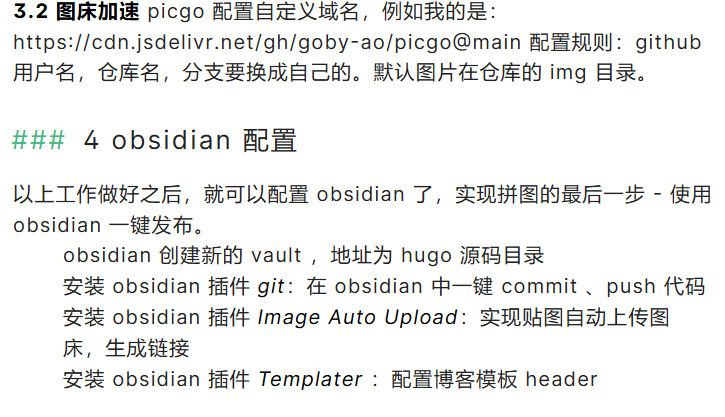 3.2 图床加速 picgo 配置自定义域名，例如我的是：
https://cdn.jsdelivr.net/gh/goby-ao/picgo@main 配置规则：github
用户名，仓库名，分支要换成自己的。默认图片在仓库的 img 目录。
### 4 obsidian 配置
以上工作做好之后，就可以配置 obsidian 了，实现拼图的最后一步 - 使用
obsidian 一键发布。
obsidian 创建新的 vault ，地址为 hugo 源码目录
安装 obsidian 插件 git：在 obsidian 中一键 commit 、push 代码
安装 obsidian 插件 Image Auto Upload：实现贴图自动上传图
床，生成链接
安装 obsidian 插件 Templater ：配置博客模板 header